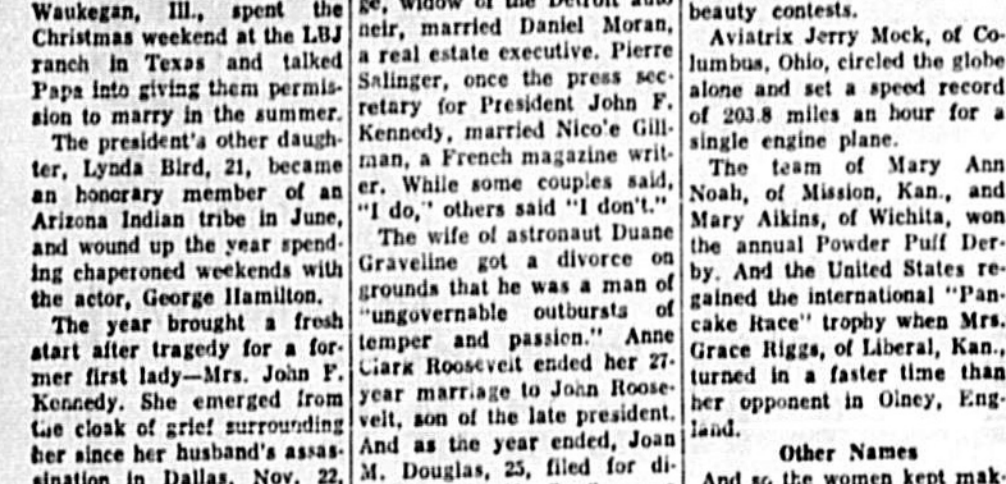 Waukegan, Ill., spent the
Christmas weekend at the LBJ
ranch in Texas and talked
Papa into giving them permis-
sion to marry in the summer.
The president's other daugh-
ter, Lynda Bird, 21, became
an honorary member of an
Arizona Indian tribe in June,
and wound up the year spend-
ing chaperoned weekends with
the actor, George Hamilton.
The year brought a fresh
start after tragedy for a for-
mer first lady—Mrs. John F.
Kennedy. She emerged from
the cloak of grief surrounding
her since her husband's assas-
sination in Dallas, Nov. 22,
ge, widow of the Detroit auto
heir, married Daniel Moran,
a real estate executive. Pierre
Salinger, once the press sec-
retary for President John F.
Kennedy, married Nico'e Gill-
man, a French magazine writ-
er. While some couples said,
"I do," others said "I don't."
The wife of astronaut Duane
Graveline got a divorce on
grounds that he was a man of
"ungovernable outbursts of
temper and passion." Anne
Clark Roosevelt ended her 27-
year marriage to John Roose-
velt, son of the late president.
And as the year ended, Joan
M. Douglas, 25, filed for di-
beauty contests.
Aviatrix Jerry Mock, of Co-
lumbus, Ohio, circled the globe
alone and set a speed record
of 203.8 miles an hour for a
single engine plane.
The team of Mary Ann
Noah, of Mission, Kan., and
Mary Aikins, of Wichita, won
the annual Powder Puff Der-
by. And the United States re-
gained the international "Pan-
cake Race" trophy when Mrs.
Grace Riggs, of Liberal, Kan.,
turned in a faster time than
her opponent in Olney, Eng-
land.
Other Names
And so the women kept mak-